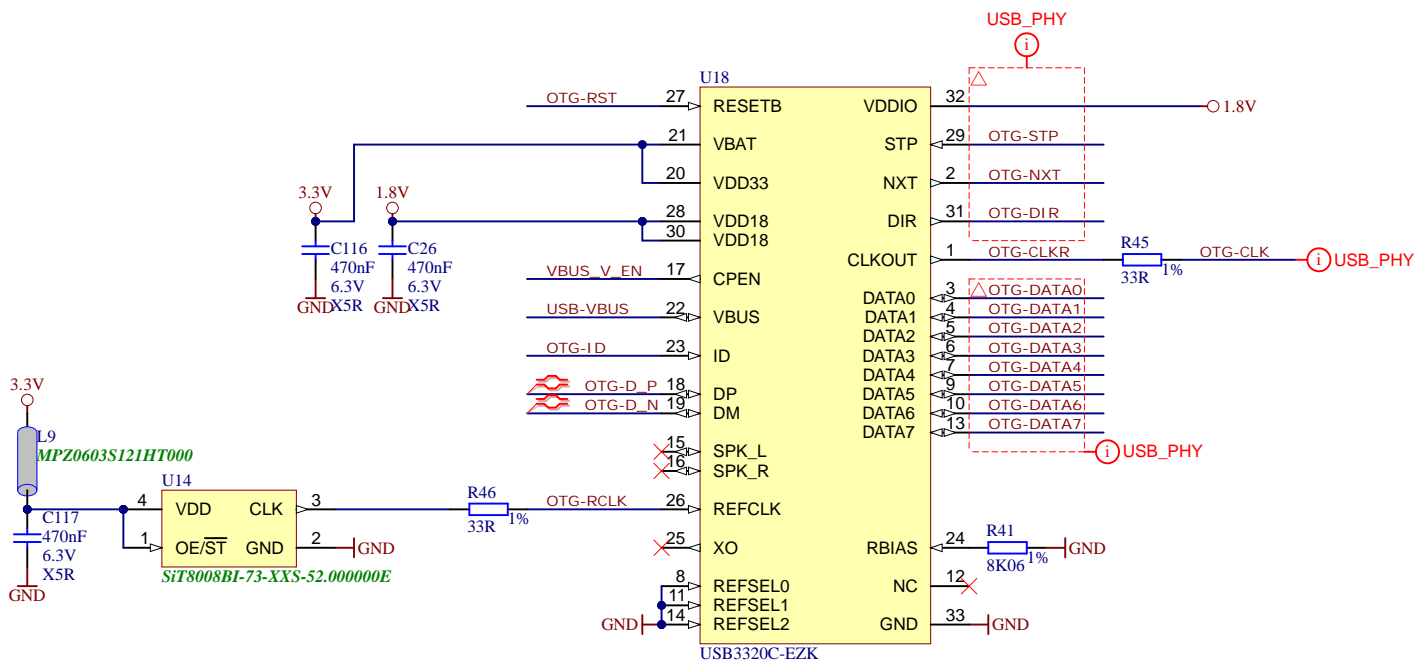 USB_PHY
i
U18
OTG-RST 27 RESETB VDDIO 32 1.8V
21 VBAT STP 29 OTG-STP
20 VDD33 NXT 2 OTG-NXT
3.3V 1.8V
28 VDD18 DIR 31 OTG-DIR
30 VDD18
C116 C26
470nF 470nF
6.3V 6.3V
X5R X5R
GND GND
CLKOUT 1 OTG-CLKR R45 33R 1% OTG-CLK i USB_PHY
VBUS_V_EN 17 CPEN
DATA0 3 OTG-DATA0
USB-VBUS 22 VBUS DATA1 4 OTG-DATA1
DATA2 5 OTG-DATA2
OTG-ID 23 ID DATA3 6 OTG-DATA3
DATA4 7 OTG-DATA4
OTG-D_P 18 DP DATA5 9 OTG-DATA5
OTG-D_N 19 DM DATA6 10 OTG-DATA6
DATA7 13 OTG-DATA7
i USB_PHY
15 SPK_L
16 SPK_R
3.3V
L9
MPZ0603S121HT000
U14
4 VDD CLK 3 R46 33R 1% OTG-RCLK 26 REFCLK
1 OE/ST GND 2 GND
C117
470nF
6.3V
X5R
GND
SiT8008BI-73-XXS-52.000000E
25 XO RBIAS 24 R41 8K06 1% GND
8 REFSEL0 NC 12
11 REFSEL1
GND 14 REFSEL2 GND 33 GND
USB3320C-EZK